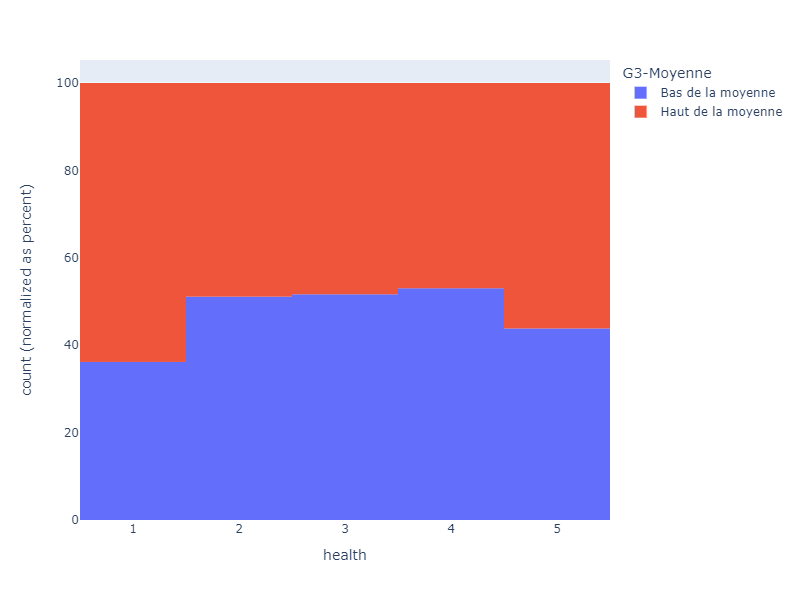 G3-Moyenne
Bas de la moyenne
Haut de la moyenne
count (normalized as percent)
100
80
60
40
20
0
1 2 3 4 5
health